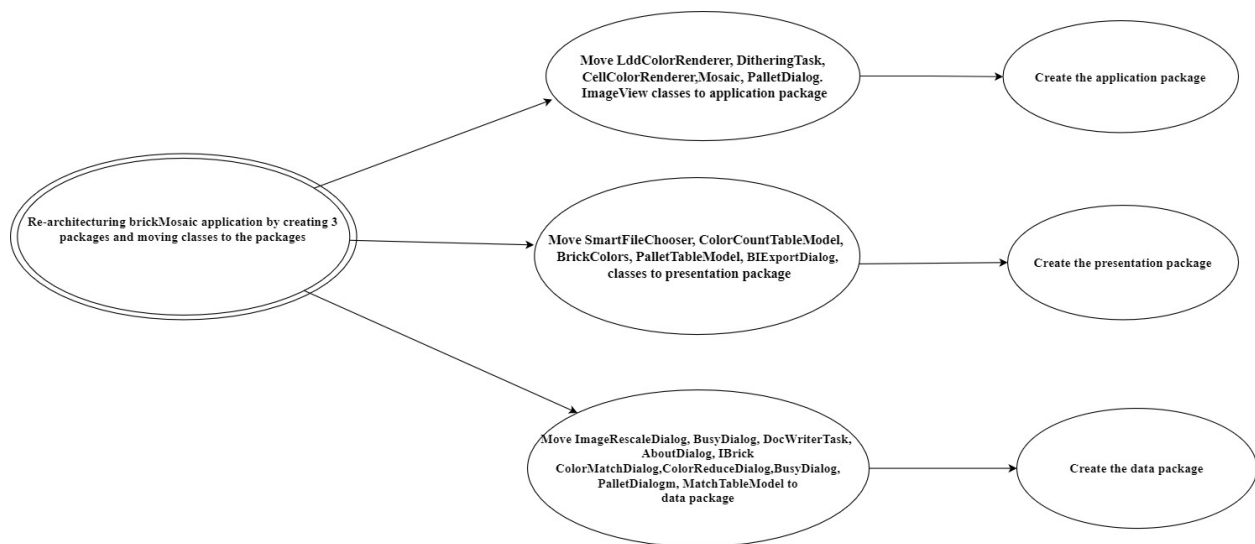 Move LddColorRenderer, DitheringTask,
CellColorRenderer,Mosaic, PalletDialog.
ImageView classes to application package
Create the application package
Re-architecturing brickMosaic application by creating 3
packages and moving classes to the packages
Move SmartFileChooser, ColorCountTableModel,
BrickColors, PalletTableModel, BIExportDialog,
classes to presentation package
Create the presentation package
Move ImageRescaleDialog, BusyDialog, DocWriterTask,
AboutDialog, IBrick
ColorMatchDialog,ColorReduceDialog,BusyDialog,
PalletDialogm, MatchTableModel to
data package
Create the data package